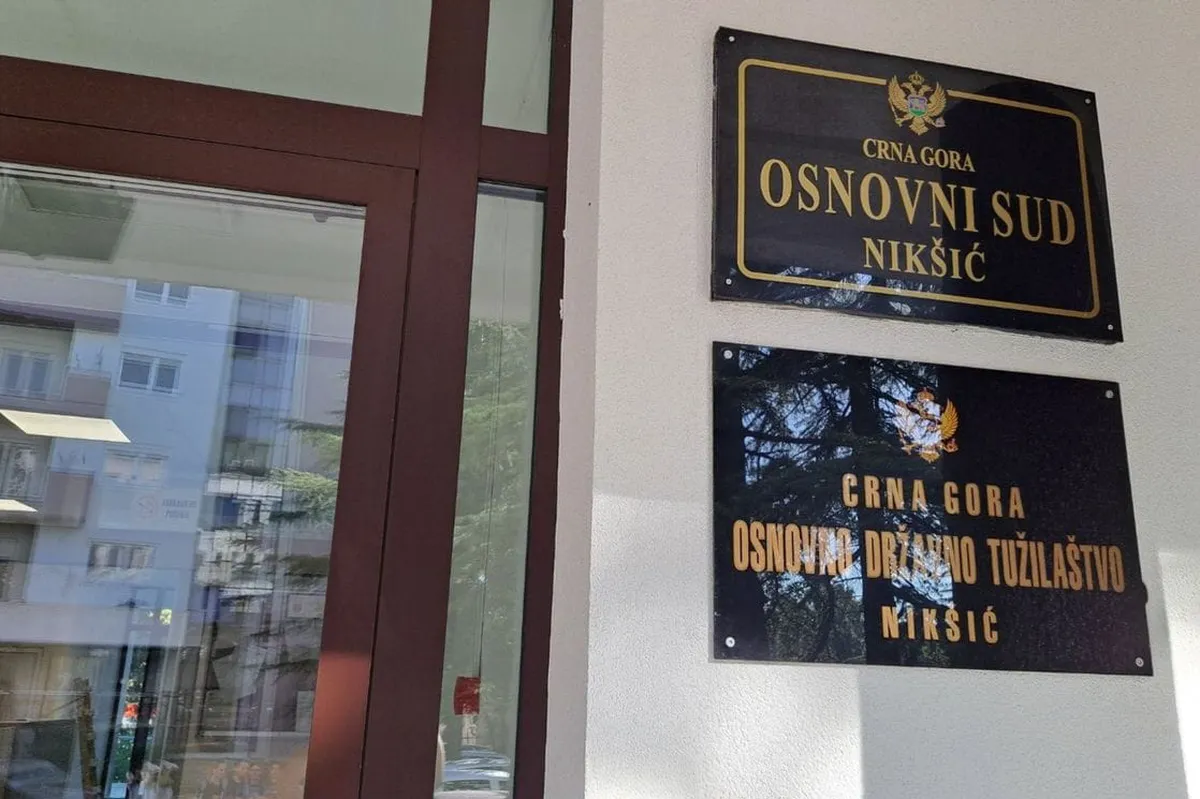 CRNA GORA
OSNOVNI SUD
NIKŠIĆ
CRNA GORA
OSNOVNO DRŽAVNO TUŽILAŠTVO
NIKŠIĆ